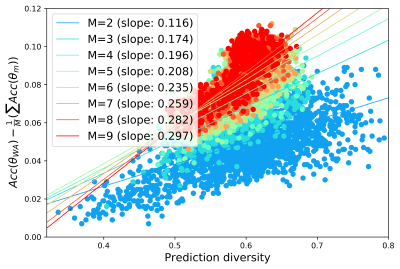 0.12
0.10
0.08
0.06
0.04
0.02
0.00
Acc(θ_WA) − 1/M (∑ Acc(θ_m))
M=2 (slope: 0.116)
M=3 (slope: 0.174)
M=4 (slope: 0.196)
M=5 (slope: 0.208)
M=6 (slope: 0.235)
M=7 (slope: 0.259)
M=8 (slope: 0.282)
M=9 (slope: 0.297)
0.4 0.5 0.6 0.7 0.8
Prediction diversity